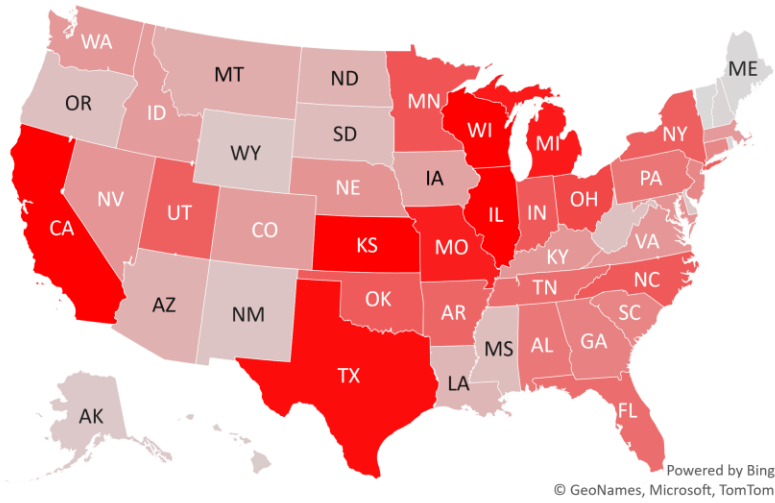 WA
MT
ND
MN
ME
OR
ID
SD
WI
MI
NY
WY
IA
PA
NV
UT
NE
IL
IN
OH
CA
CO
KS
MO
KY
VA
AZ
NM
OK
AR
TN
NC
SC
TX
LA
MS
AL
GA
AK
FL
Powered by Bing
© GeoNames, Microsoft, TomTom